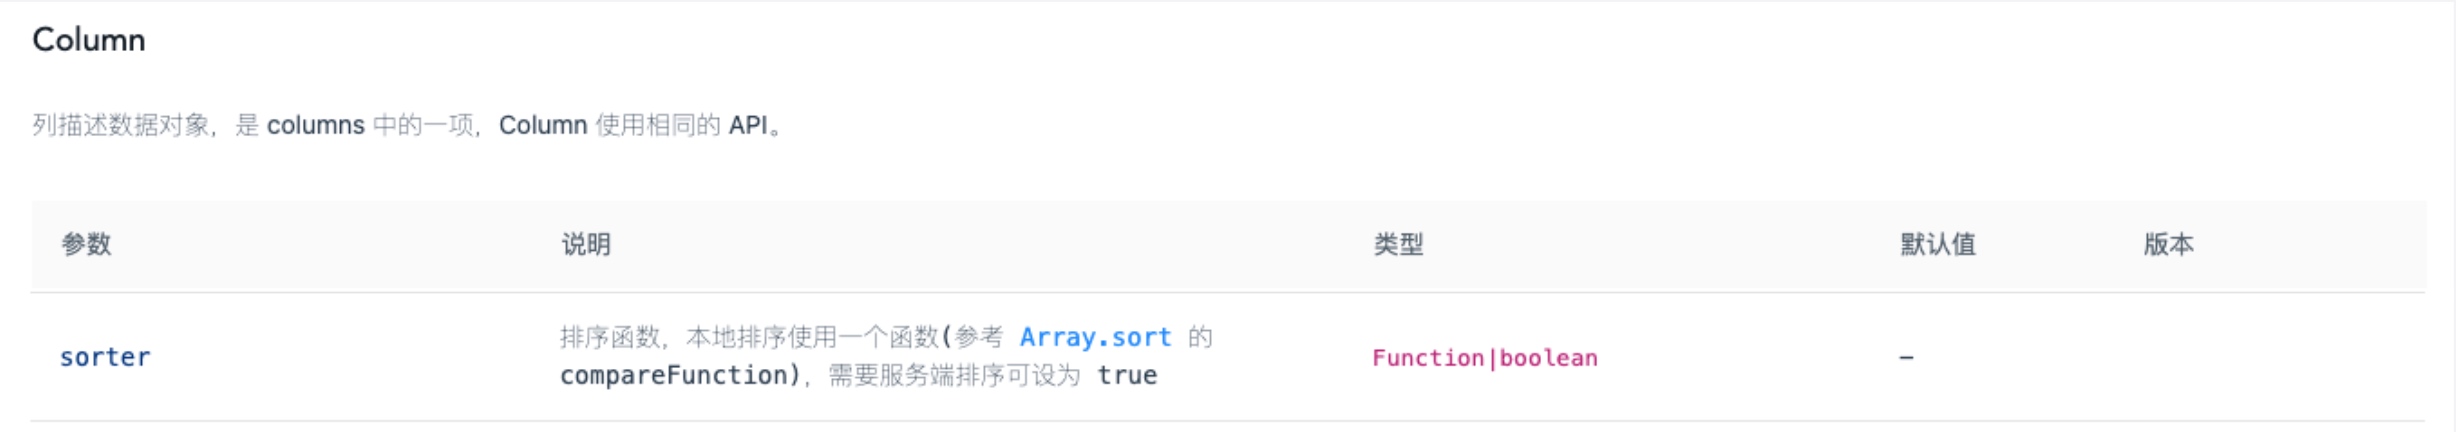 Column
列描述数据对象，是 columns 中的一项，Column 使用相同的 API。
参数 说明 类型 默认值 版本
排序函数，本地排序使用一个函数(参考 Array.sort 的
sorter Function|boolean -
compareFunction)，需要服务端排序可设为 true